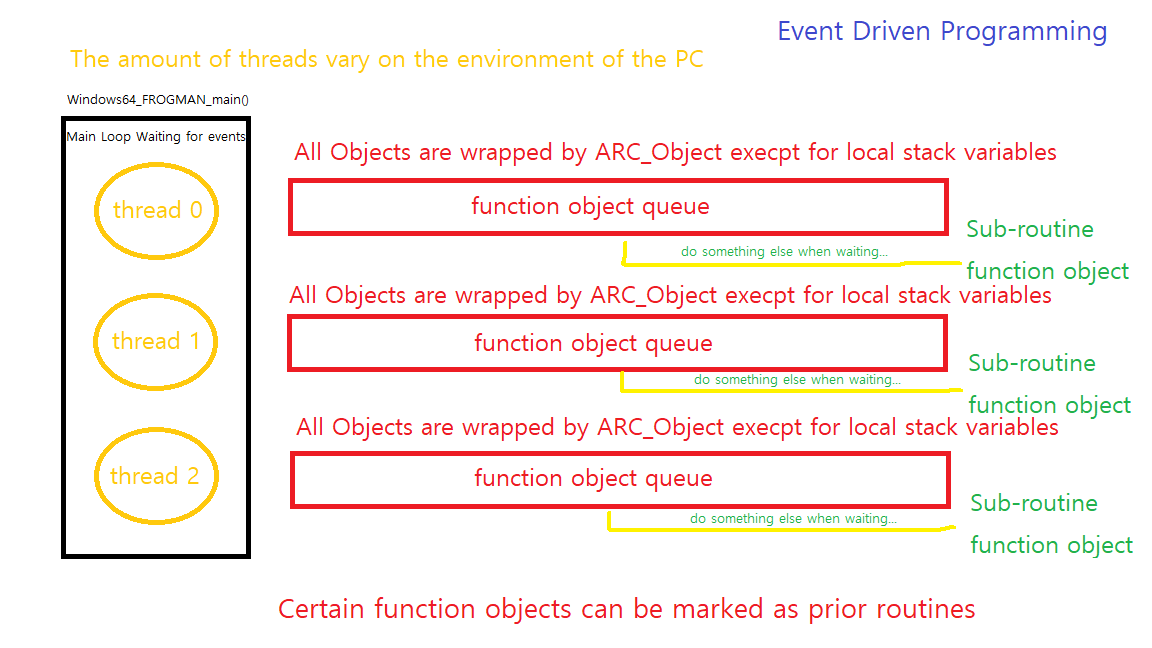 Event Driven Programming
The amount of threads vary on the environment of the PC
Windows64_FROGMAN_main()
Main Loop Waiting for events
All Objects are wrapped by ARC_Object execpt for local stack variables
thread 0
function object queue
Sub-routine
do something else when waiting...
function object
All Objects are wrapped by ARC_Object execpt for local stack variables
thread 1
function object queue
Sub-routine
do something else when waiting...
function object
All Objects are wrapped by ARC_Object execpt for local stack variables
thread 2
function object queue
Sub-routine
do something else when waiting...
function object
Certain function objects can be marked as prior routines